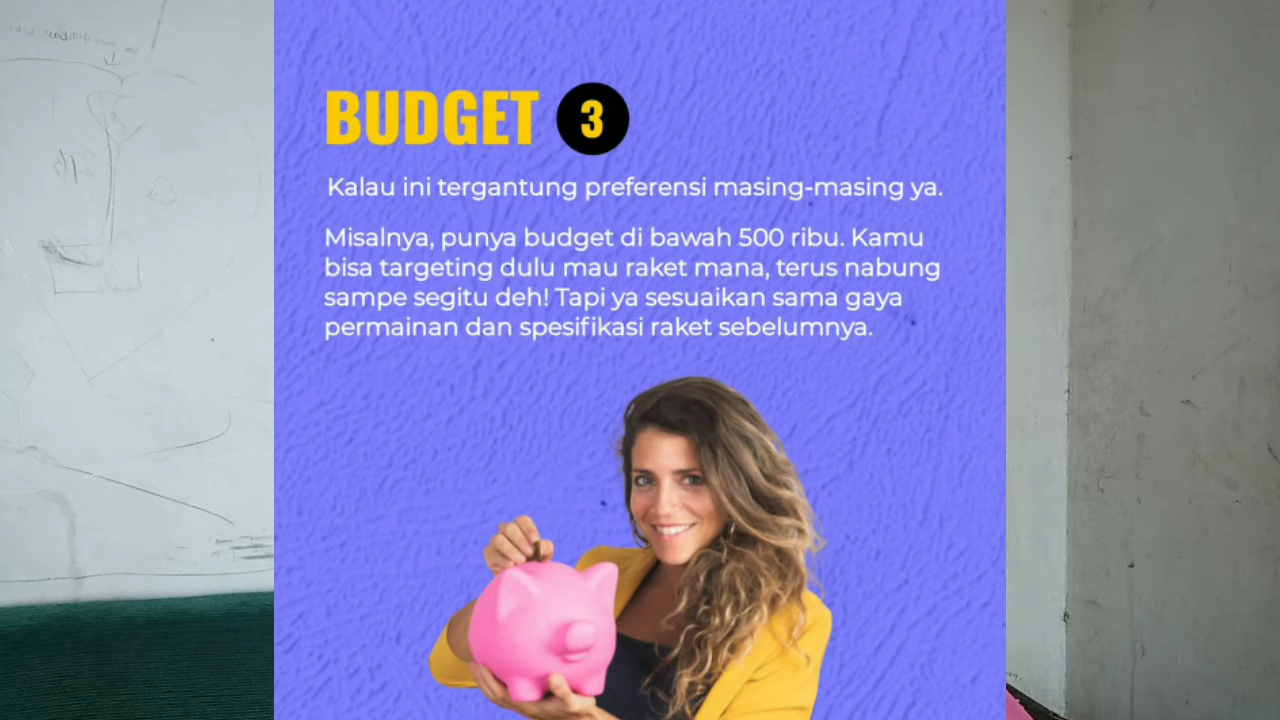 BUDGET 3
Kalau ini tergantung preferensi masing-masing ya.
Misalnya, punya budget di bawah 500 ribu. Kamu
bisa targeting dulu mau raket mana, terus nabung
sampe segitu deh! Tapi ya sesuaikan sama gaya
permainan dan spesifikasi raket sebelumnya.